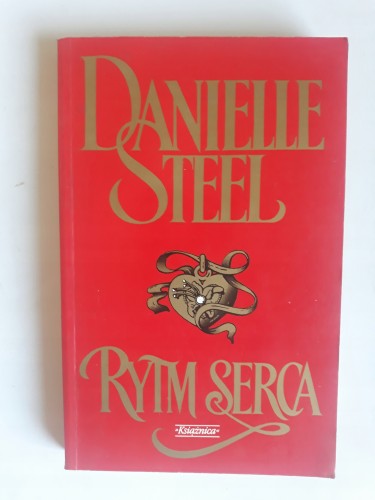 DANIELLE
STEEL
RYTM SERCA
•Książnica•